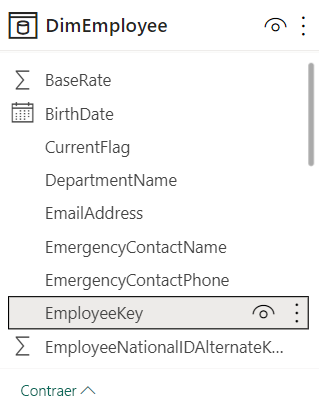 DimEmployee
BaseRate
BirthDate
CurrentFlag
DepartmentName
EmailAddress
EmergencyContactName
EmergencyContactPhone
EmployeeKey
EmployeeNationalIDAlternateK...
Contraer